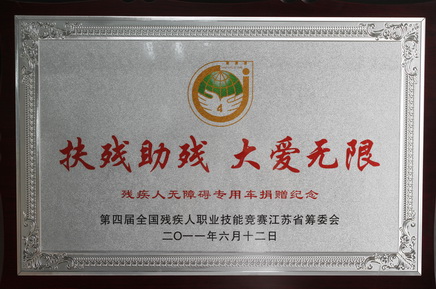 4
扶残助残 大爱无限
残疾人无障碍专用车捐赠纪念
第四届全国残疾人职业技能竞赛江苏省筹委会
二〇一一年六月十二日